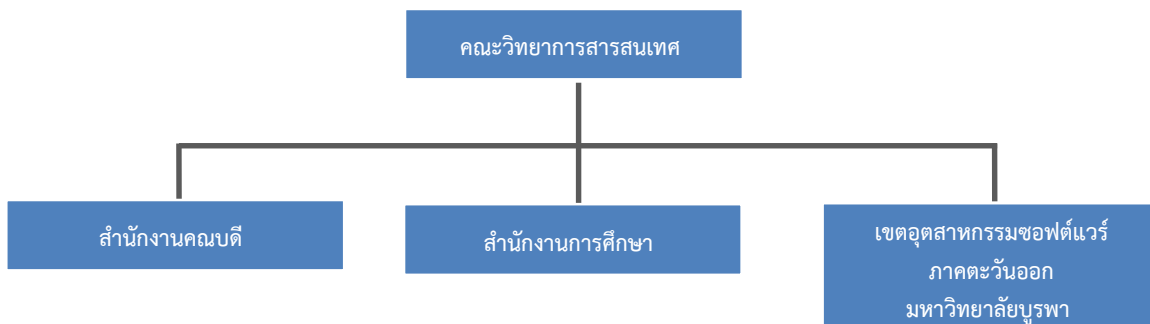 คณะวิทยาการสารสนเทศ
สำนักงานคณบดี
สำนักงานการศึกษา
เขตอุตสาหกรรมซอฟต์แวร์
ภาคตะวันออก
มหาวิทยาลัยบูรพา